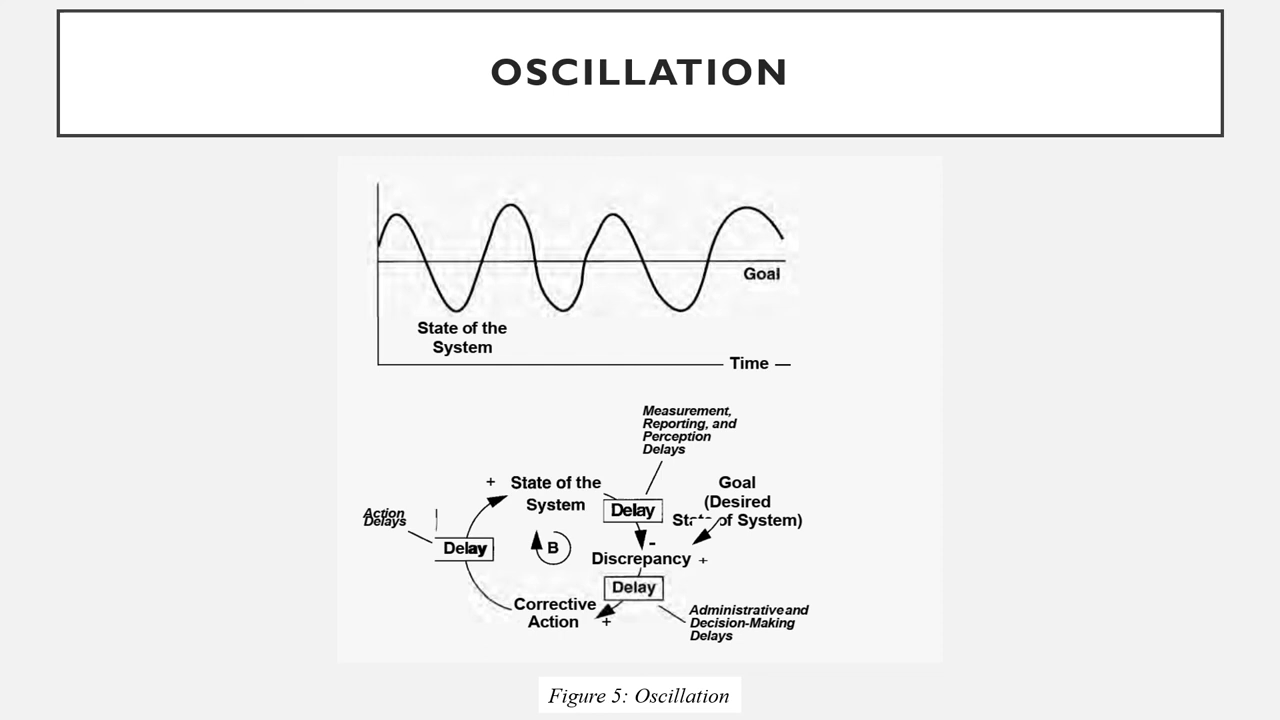 OSCILLATION
Goal
State of the
System
Time
Measurement,
Reporting, and
Perception
Delays
+
State of the
System
Delay
Goal
(Desired
of System)
Action
Delays
Delay
B
-
Discrepancy +
Delay
Corrective
Action
+
Administrative and
Decision-Making
Delays
Figure 5: Oscillation